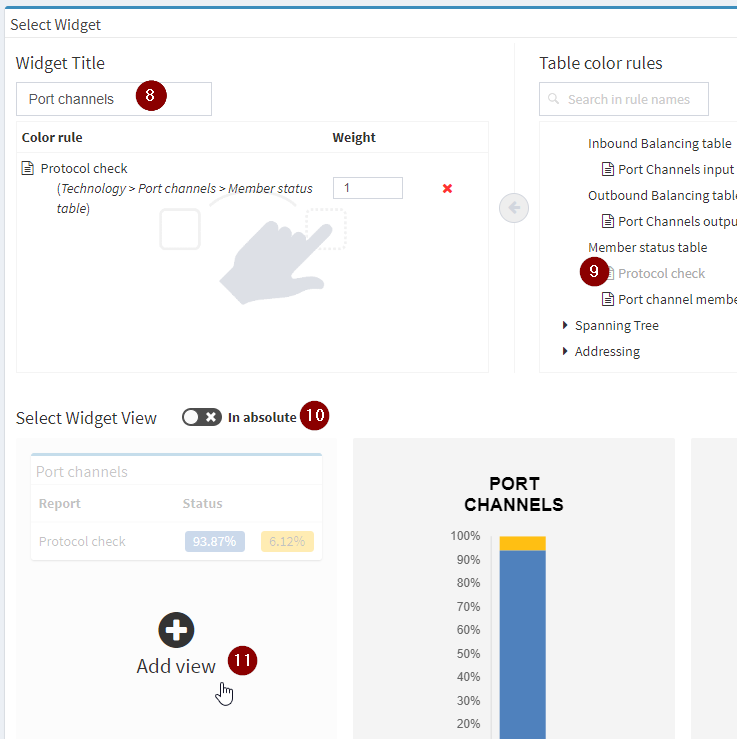 Select Widget
Widget Title
Port channels
8
Color rule Weight
Protocol check
(Technology > Port channels > Member status
table)
1
Table color rules
Search in rule names
Inbound Balancing table
Port Channels input
Outbound Balancing table
Port Channels outpu
Member status table
9
Protocol check
Port channel membe
Spanning Tree
Addressing
Select Widget View
In absolute
10
Port channels
Report Status
Protocol check 93.87% 6.12%
Add view
11
PORT
CHANNELS
100%
90%
80%
70%
60%
50%
40%
30%
20%